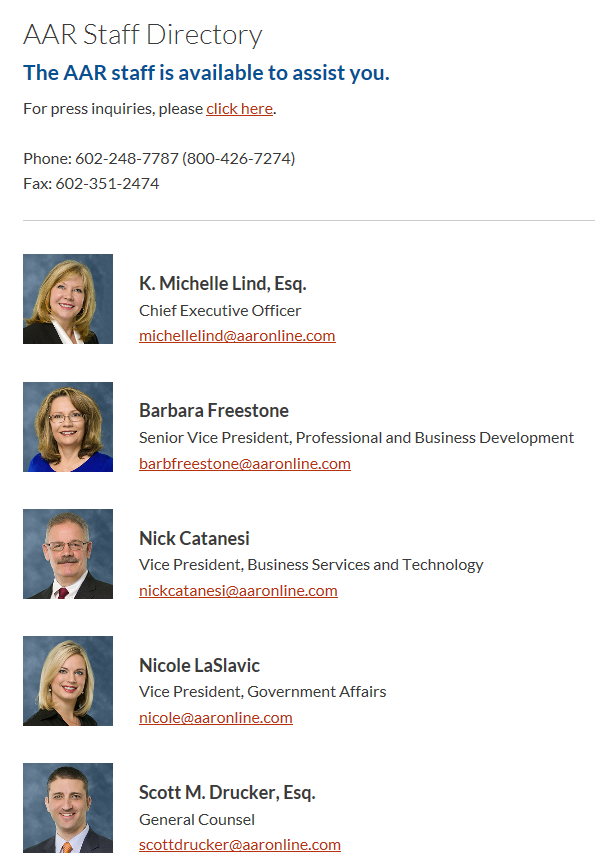 AAR Staff Directory
The AAR staff is available to assist you.
For press inquiries, please click here.
Phone: 602-248-7787 (800-426-7274)
Fax: 602-351-2474
K. Michelle Lind, Esq.
Chief Executive Officer
michellelind@aaronline.com
Barbara Freestone
Senior Vice President, Professional and Business Development
barbfreestone@aaronline.com
Nick Catanesi
Vice President, Business Services and Technology
nickcatanesi@aaronline.com
Nicole LaSlavic
Vice President, Government Affairs
nicole@aaronline.com
Scott M. Drucker, Esq.
General Counsel
scottdrucker@aaronline.com